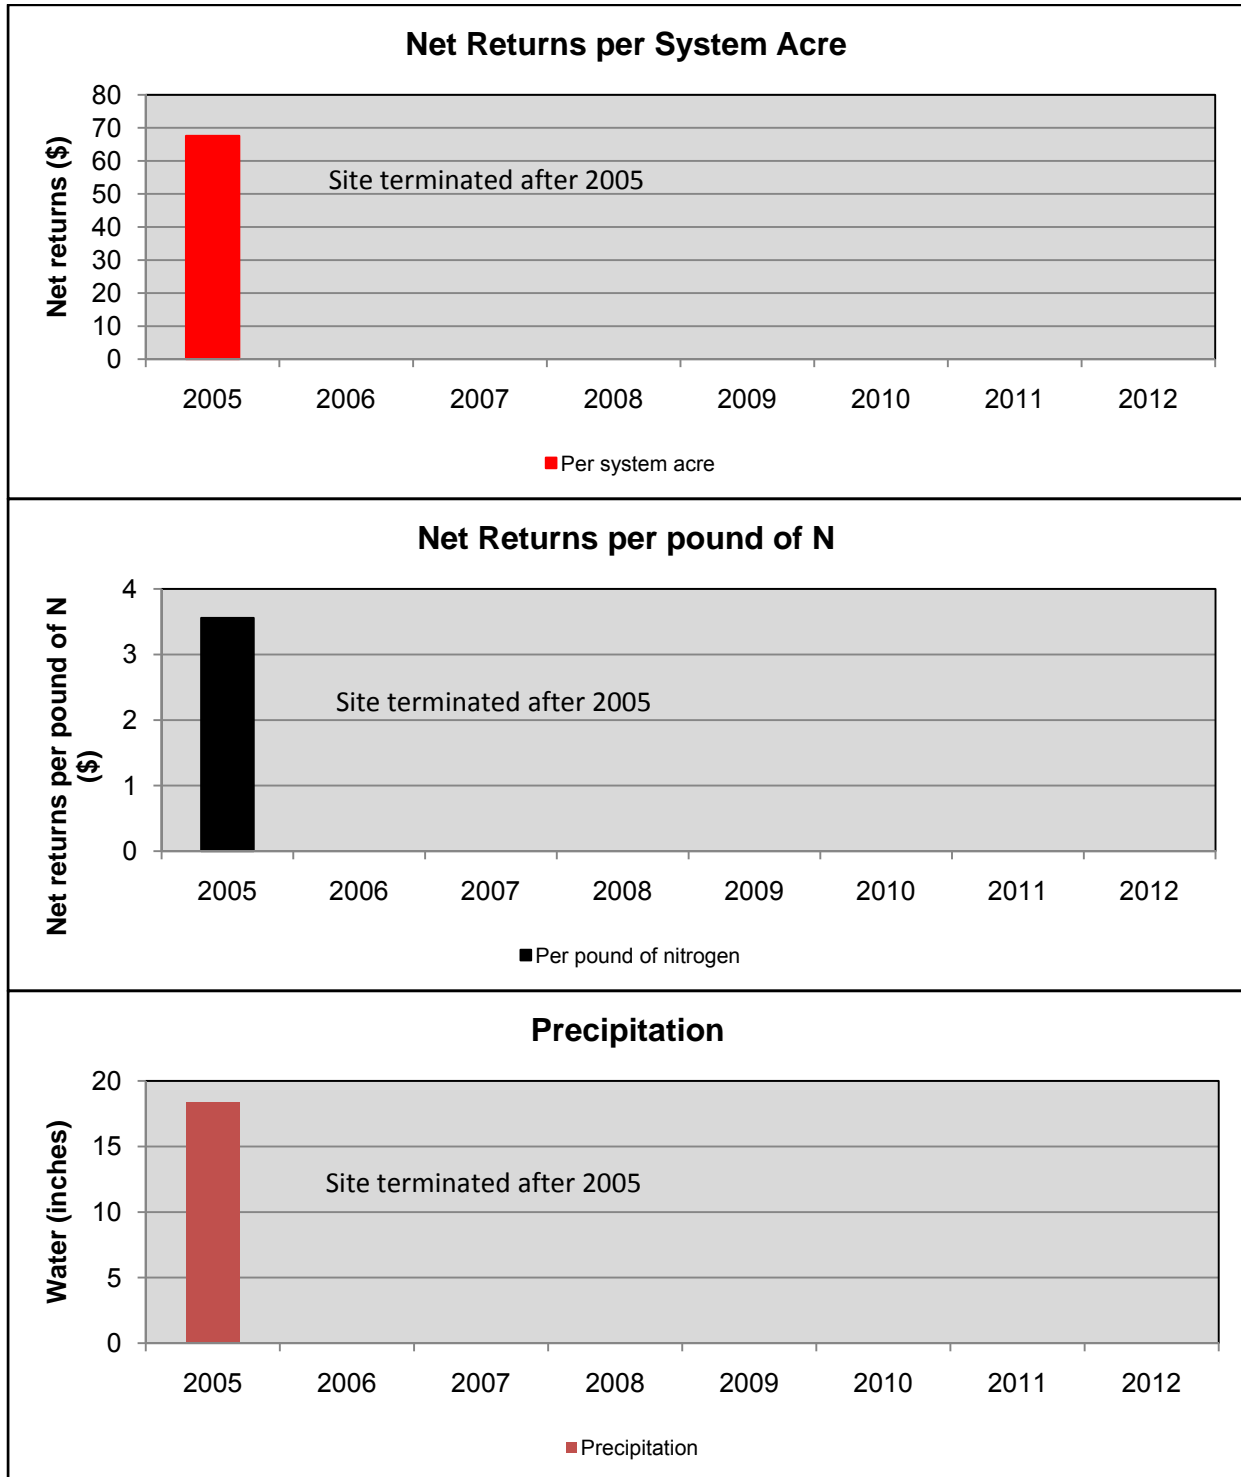 Net Returns per System Acre
Net returns ($)
80
70
60
50
40
30
20
10
0
Site terminated after 2005
2005 2006 2007 2008 2009 2010 2011 2012
Per system acre
Net Returns per pound of N
Net returns per pound of N
($)
4
3
2
1
0
Site terminated after 2005
2005 2006 2007 2008 2009 2010 2011 2012
Per pound of nitrogen
Precipitation
Water (inches)
20
15
10
5
0
Site terminated after 2005
2005 2006 2007 2008 2009 2010 2011 2012
Precipitation